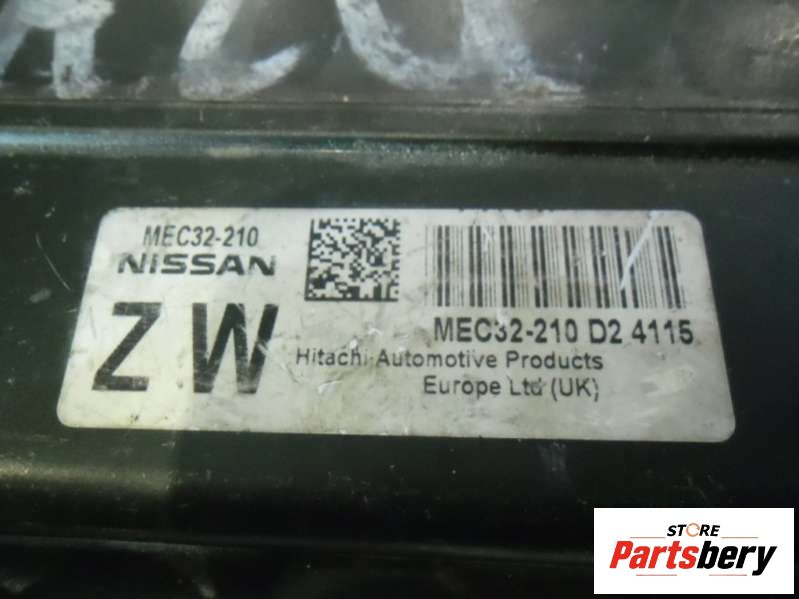 MEC32-210
NISSAN
ZW
MEC32-210 D2 4115
Hitachi Automotive Products
Europe Ltd (UK)
STORE
Partsbery